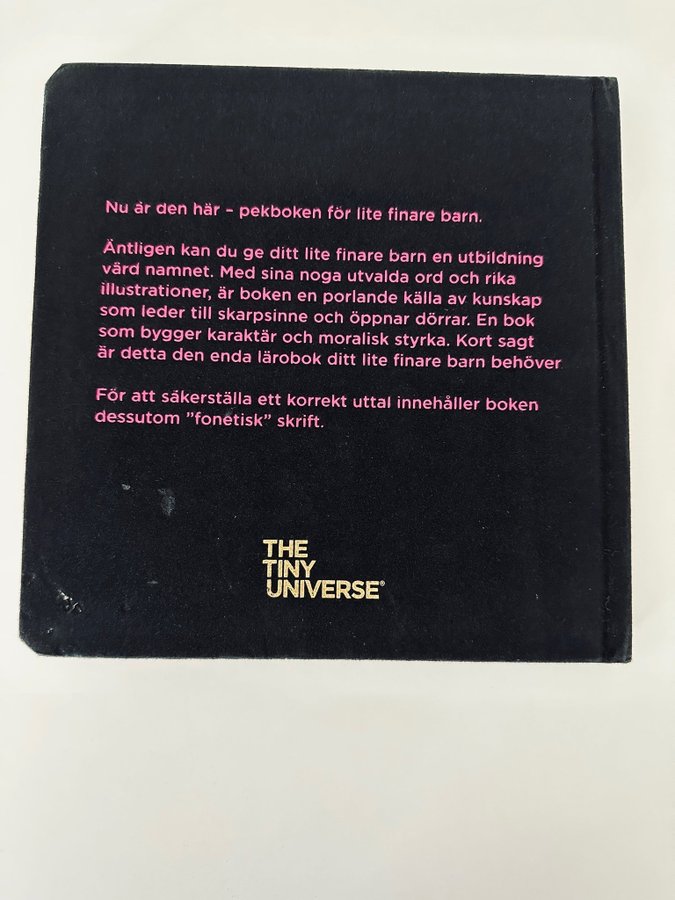 Nu är den här – pekboken för lite finare barn.
Äntligen kan du ge ditt lite finare barn en utbildning
värd namnet. Med sina noga utvalda ord och rika
illustrationer, är boken en porlande källa av kunskap
som leder till skarpsinne och öppnar dörrar. En bok
som bygger karaktär och moralisk styrka. Kort sagt
är detta den enda lärobok ditt lite finare barn behöver
För att säkerställa ett korrekt uttal innehåller boken
dessutom ”fonetisk” skrift.
THE
TINY
UNIVERSE®